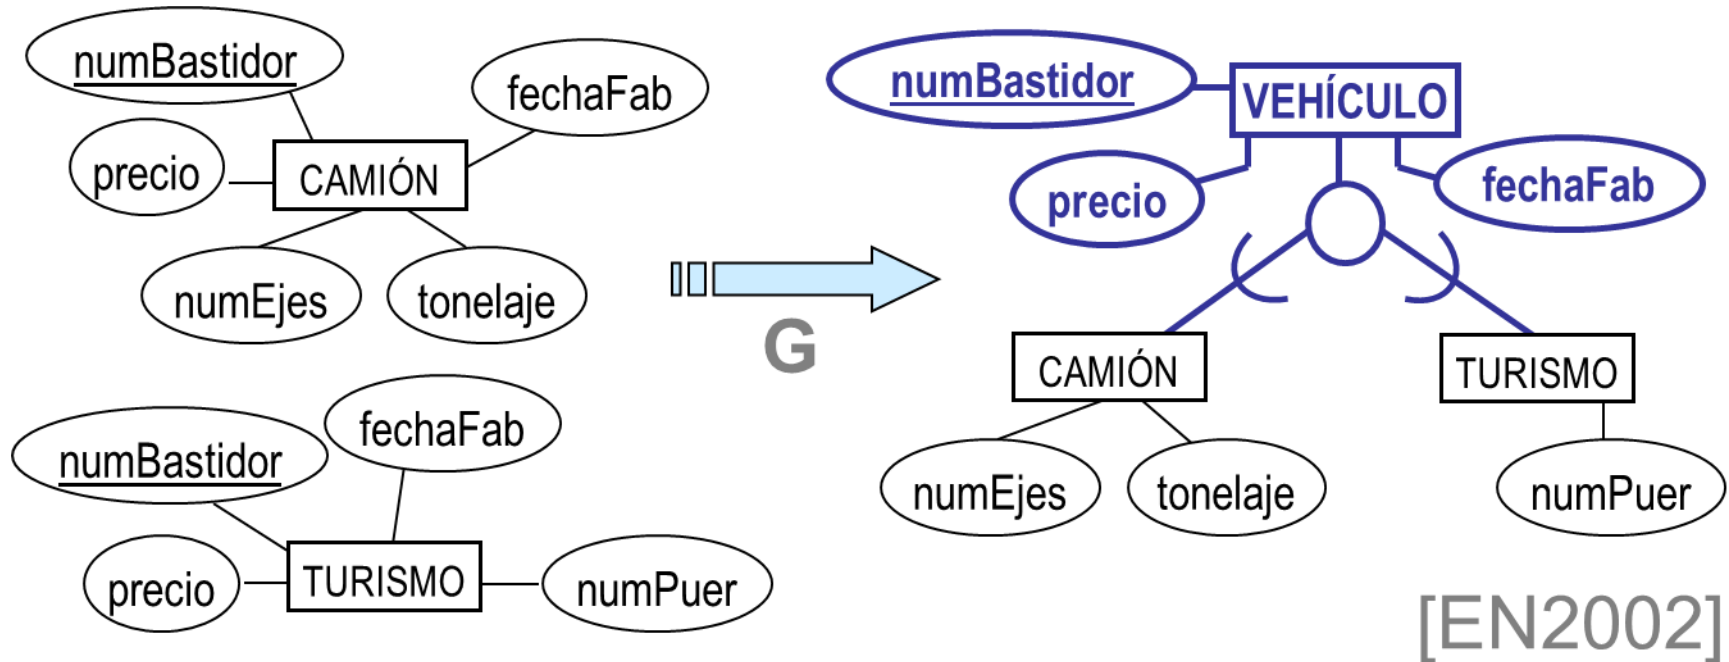 numBastidor
fechaFab
precio
CAMIÓN
numEjes
tonelaje
fechaFab
numBastidor
precio
TURISMO
numPuer
G
numBastidor
VEHÍCULO
precio
fechaFab
CAMIÓN
TURISMO
numEjes
tonelaje
numPuer
[EN2002]